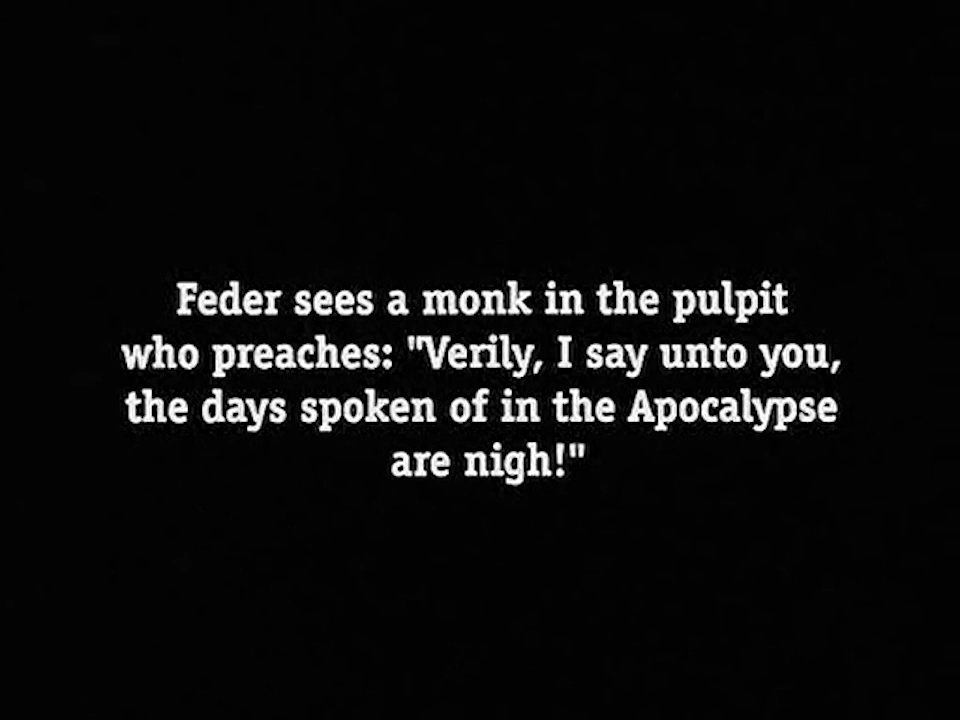 Feder sees a monk in the pulpit
who preaches: "Verily, I say unto you,
the days spoken of in the Apocalypse
are nigh!"